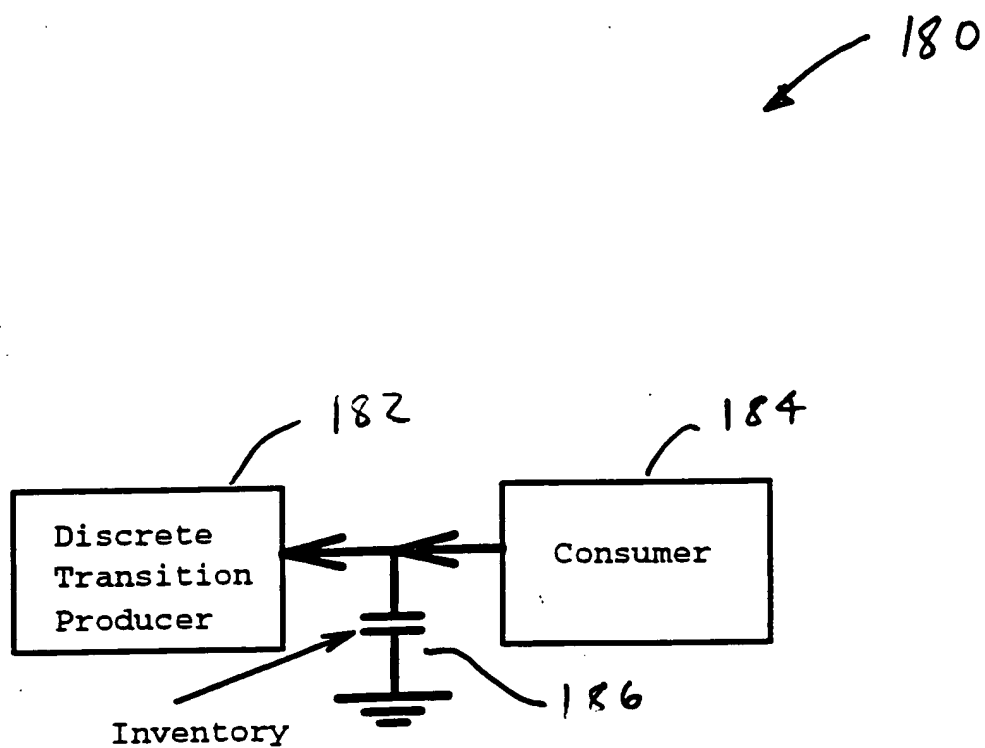 180
182
184
Discrete
Transition
Producer
Consumer
186
Inventory